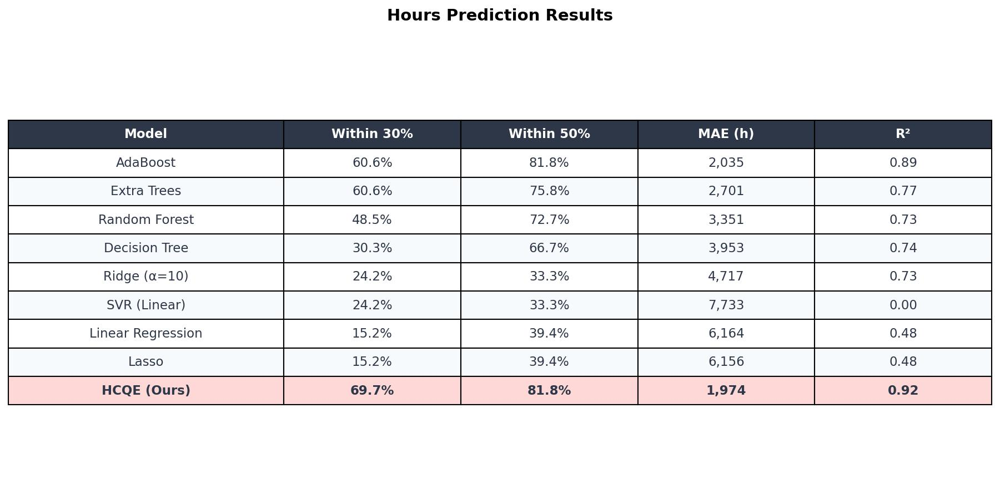 Hours Prediction Results
Model Within 30% Within 50% MAE (h) R²
AdaBoost 60.6% 81.8% 2,035 0.89
Extra Trees 60.6% 75.8% 2,701 0.77
Random Forest 48.5% 72.7% 3,351 0.73
Decision Tree 30.3% 66.7% 3,953 0.74
Ridge (α=10) 24.2% 33.3% 4,717 0.73
SVR (Linear) 24.2% 33.3% 7,733 0.00
Linear Regression 15.2% 39.4% 6,164 0.48
Lasso 15.2% 39.4% 6,156 0.48
HCQE (Ours) 69.7% 81.8% 1,974 0.92